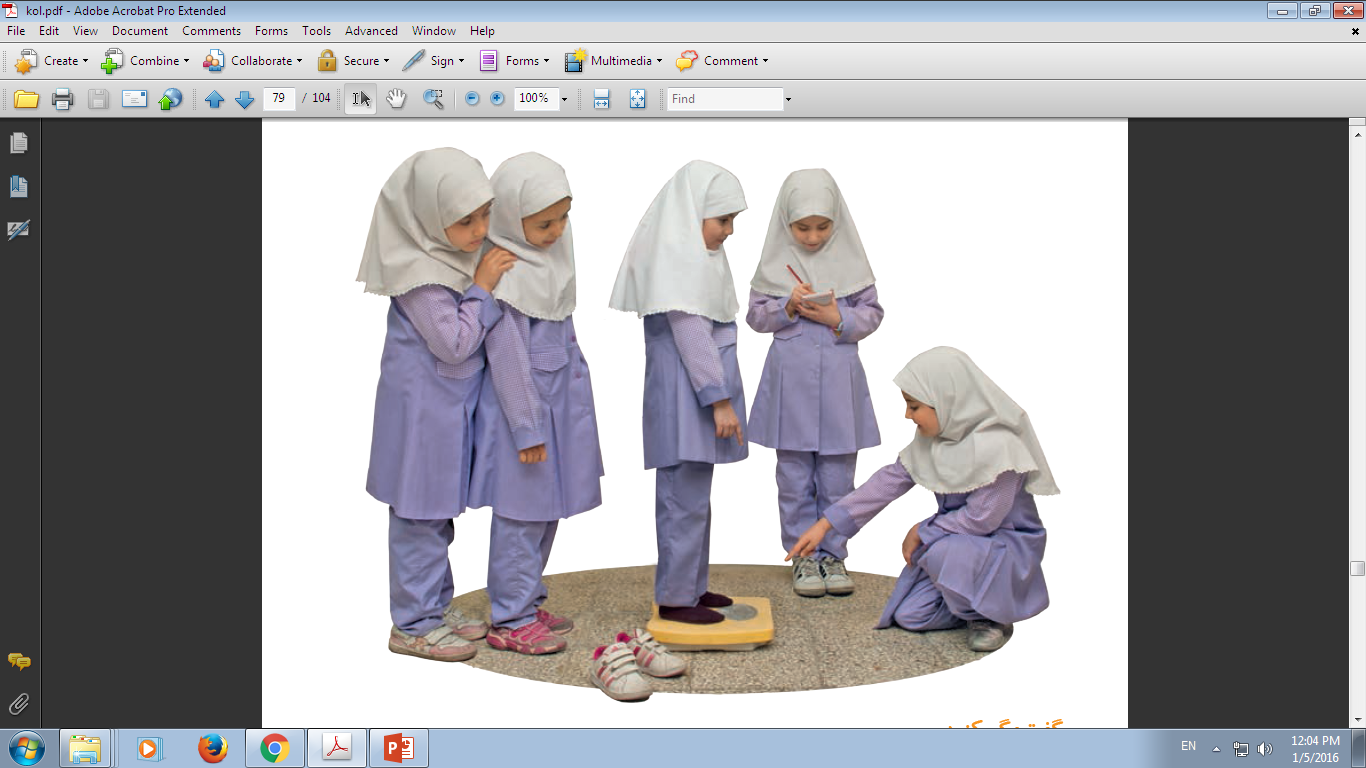 kol.pdf - Adobe Acrobat Pro Extended
File Edit View Document Comments Forms Tools Advanced Window Help
Create Combine Collaborate Secure Sign Forms Multimedia Comment
79 / 104 100% Find
EN
12:04 PM
1/5/2016